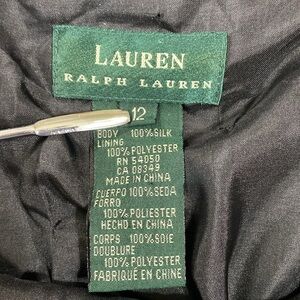 LAUREN
RALPH LAUREN
12
BODY 100%SILK
LINING
100%POLYESTER
RN 54050
CA 08349
MADE IN CHINA
CUERPO 100%SEDA
FORRO
100%POLIESTER
HECHO EN CHINA
CORPS 100%SOIE
DOUBLURE
100%POLYESTER
FABRIQUÉ EN CHINE